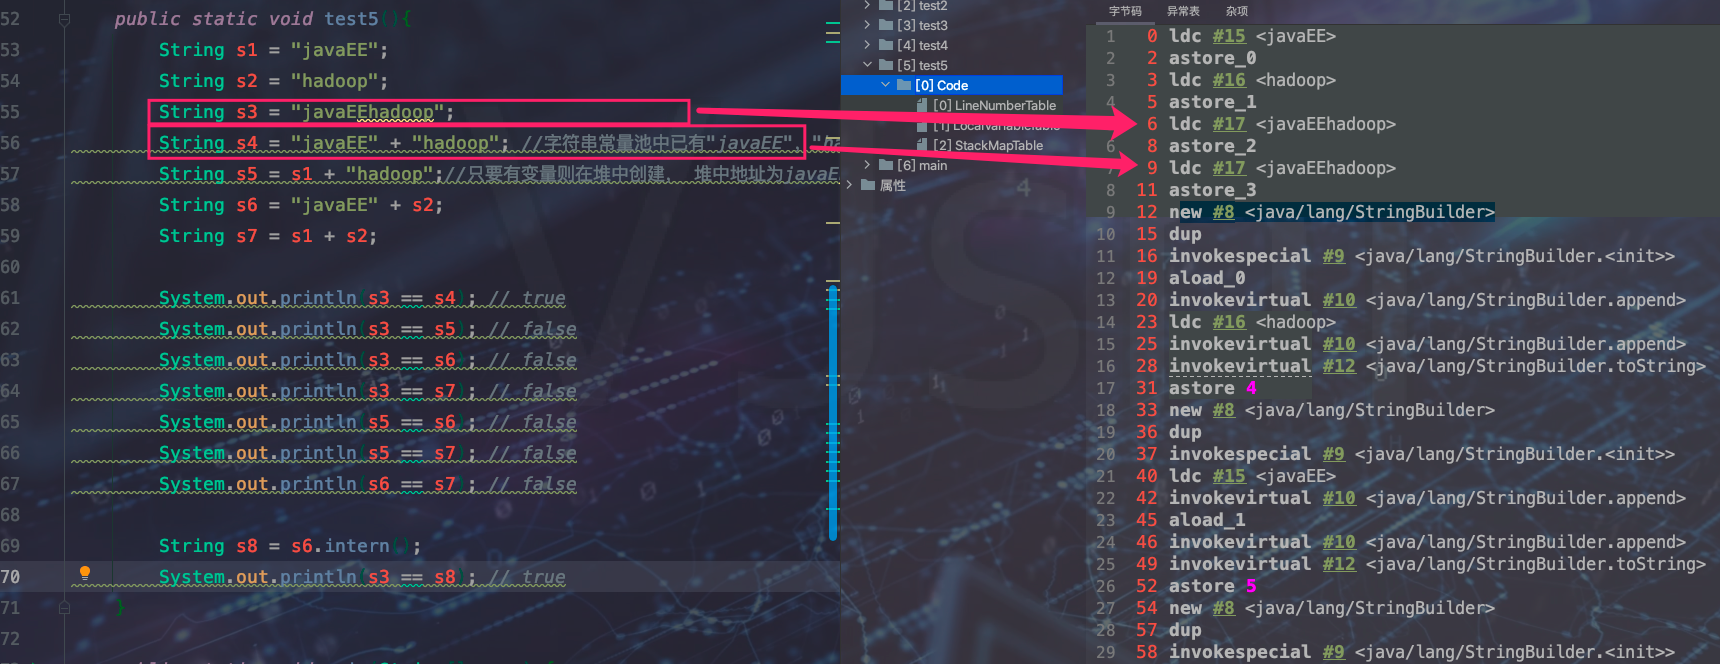 52 public static void test5(){
53 String s1 = "javaEE";
54 String s2 = "hadoop";
55 String s3 = "javaEEhadoop";
56 String s4 = "javaEE" + "hadoop"; //字符串常量池中已有"javaEE"、"ha
57 String s5 = s1 + "hadoop";//只要有变量则在堆中创建, 堆中地址为javaE
58 String s6 = "javaEE" + s2;
59 String s7 = s1 + s2;
60
61 System.out.println(s3 == s4); // true
62 System.out.println(s3 == s5); // false
63 System.out.println(s3 == s6); // false
64 System.out.println(s3 == s7); // false
65 System.out.println(s5 == s6); // false
66 System.out.println(s5 == s7); // false
67 System.out.println(s6 == s7); // false
68
69 String s8 = s6.intern();
70 System.out.println(s3 == s8); // true
71 }
72
[2] test2
[3] test3
[4] test4
[5] test5
[0] Code
[0] LineNumberTable
[1] LocalVariableTable
[2] StackMapTable
[6] main
属性
字节码 异常表 杂项
1 0 ldc #15 <javaEE>
2 2 astore_0
3 3 ldc #16 <hadoop>
4 5 astore_1
6 ldc #17 <javaEEhadoop>
6 8 astore_2
9 ldc #17 <javaEEhadoop>
8 11 astore_3
9 12 new #8 <java/lang/StringBuilder>
10 15 dup
11 16 invokespecial #9 <java/lang/StringBuilder.<init>>
12 19 aload_0
13 20 invokevirtual #10 <java/lang/StringBuilder.append>
14 23 ldc #16 <hadoop>
15 25 invokevirtual #10 <java/lang/StringBuilder.append>
16 28 invokevirtual #12 <java/lang/StringBuilder.toString>
17 31 astore 4
18 33 new #8 <java/lang/StringBuilder>
19 36 dup
20 37 invokespecial #9 <java/lang/StringBuilder.<init>>
21 40 ldc #15 <javaEE>
22 42 invokevirtual #10 <java/lang/StringBuilder.append>
23 45 aload_1
24 46 invokevirtual #10 <java/lang/StringBuilder.append>
25 49 invokevirtual #12 <java/lang/StringBuilder.toString>
26 52 astore 5
27 54 new #8 <java/lang/StringBuilder>
28 57 dup
29 58 invokespecial #9 <java/lang/StringBuilder.<init>>